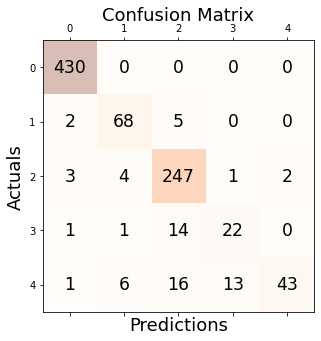 Confusion Matrix
0 1 2 3 4
0 430 0 0 0 0
1 2 68 5 0 0
2 3 4 247 1 2
3 1 1 14 22 0
4 1 6 16 13 43
Actuals
Predictions